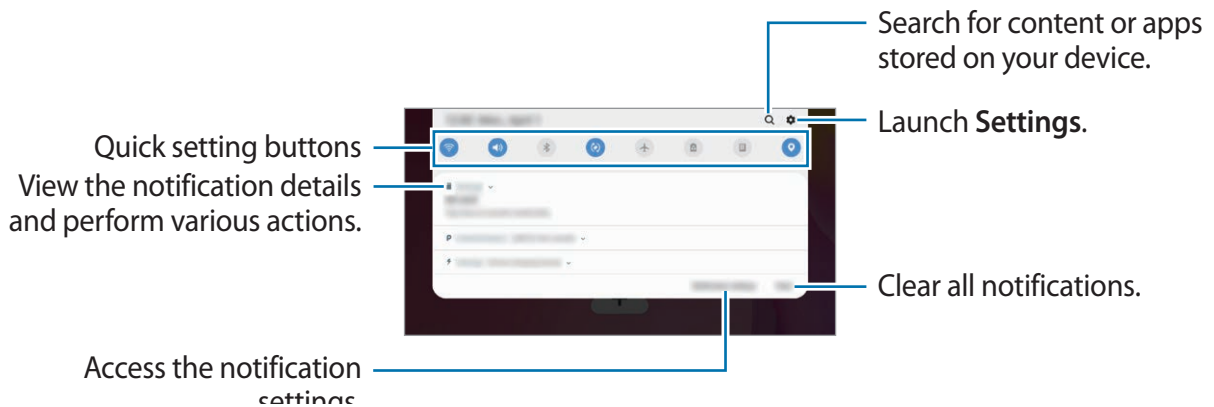 Search for content or apps
stored on your device.
Launch Settings.
Quick setting buttons
View the notification details
and perform various actions.
Clear all notifications.
Access the notification
settings.